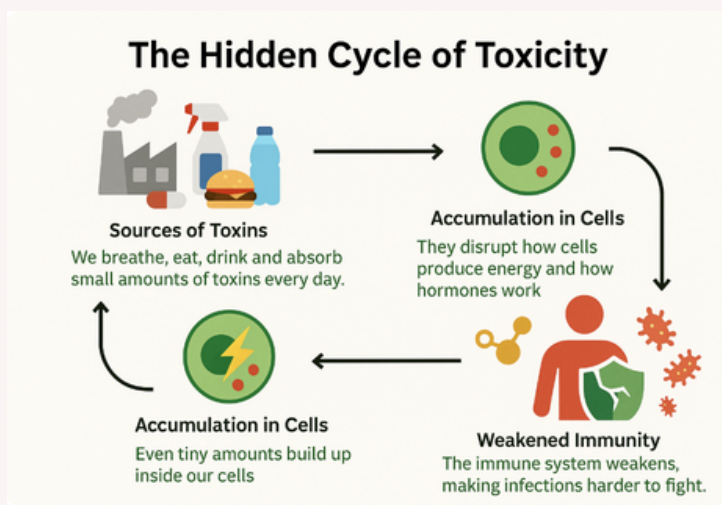 The Hidden Cycle of Toxicity
Sources of Toxins
We breathe, eat, drink and absorb
small amounts of toxins every day.
Accumulation in Cells
They disrupt how cells
produce energy and how
hormones work
Weakened Immunity
The immune system weakens,
making infections harder to fight.
Accumulation in Cells
Even tiny amounts build up
inside our cells